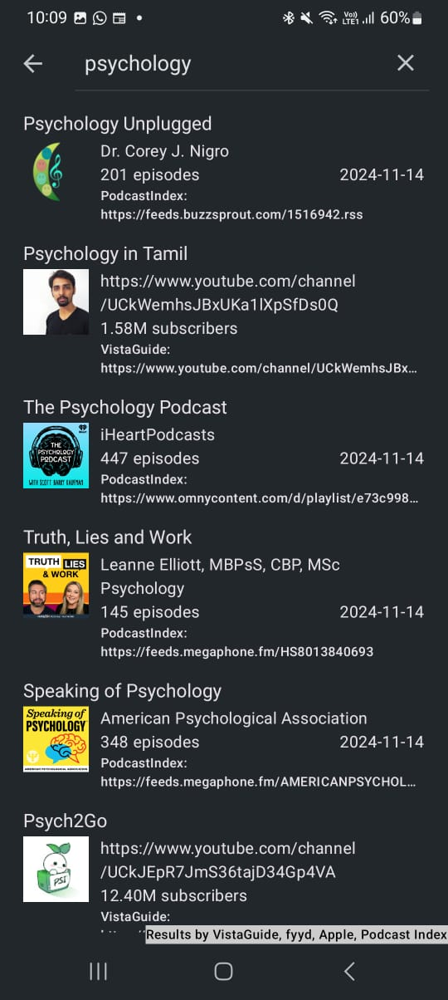 10:09
Vo)) LTE1 60%
psychology
Psychology Unplugged
Dr. Corey J. Nigro
201 episodes 2024-11-14
PodcastIndex:
https://feeds.buzzsprout.com/1516942.rss
Psychology in Tamil
https://www.youtube.com/channel
/UCkWemhsJBxUKa1lXpSfDs0Q
1.58M subscribers
VistaGuide:
https://www.youtube.com/channel/UCkWemhsJBx...
The Psychology Podcast
THE
PSYCHOLOGY
PODCAST
WITH SCOTT BARRY KAUFMAN
iHeartPodcasts
447 episodes 2024-11-14
PodcastIndex:
https://www.omnycontent.com/d/playlist/e73c998...
Truth, Lies and Work
TRUTH LIES
& WORK
Leanne Elliott, MBPsS, CBP, MSc
Psychology
145 episodes 2024-11-14
PodcastIndex:
https://feeds.megaphone.fm/HS8013840693
Speaking of Psychology
Speaking of
PSYCHOLOGY
AMERICAN PSYCHOLOGICAL ASSOCIATION
American Psychological Association
348 episodes 2024-11-14
PodcastIndex:
https://feeds.megaphone.fm/AMERICANPSYCHOL...
Psych2Go
PSI
https://www.youtube.com/channel
/UCkJEpR7JmS36tajD34Gp4VA
12.40M subscribers
VistaGuide:
Results by VistaGuide, fyyd, Apple, Podcast Index